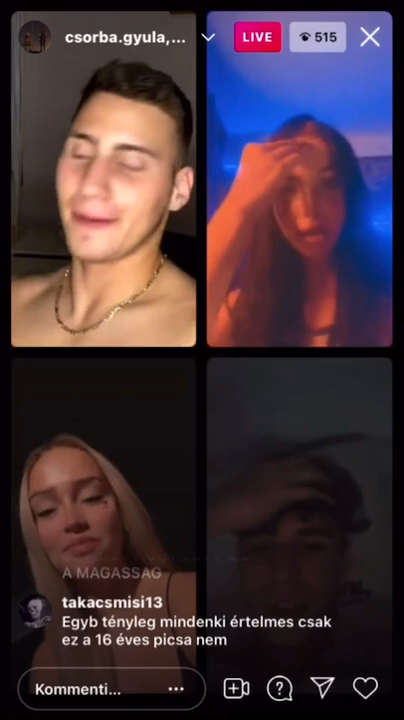 csorba.gyula,...
LIVE
515
A MAGASSAG
takacsmisi13
Egyb tényleg mindenki értelmes csak
ez a 16 éves picsa nem
Kommenti...